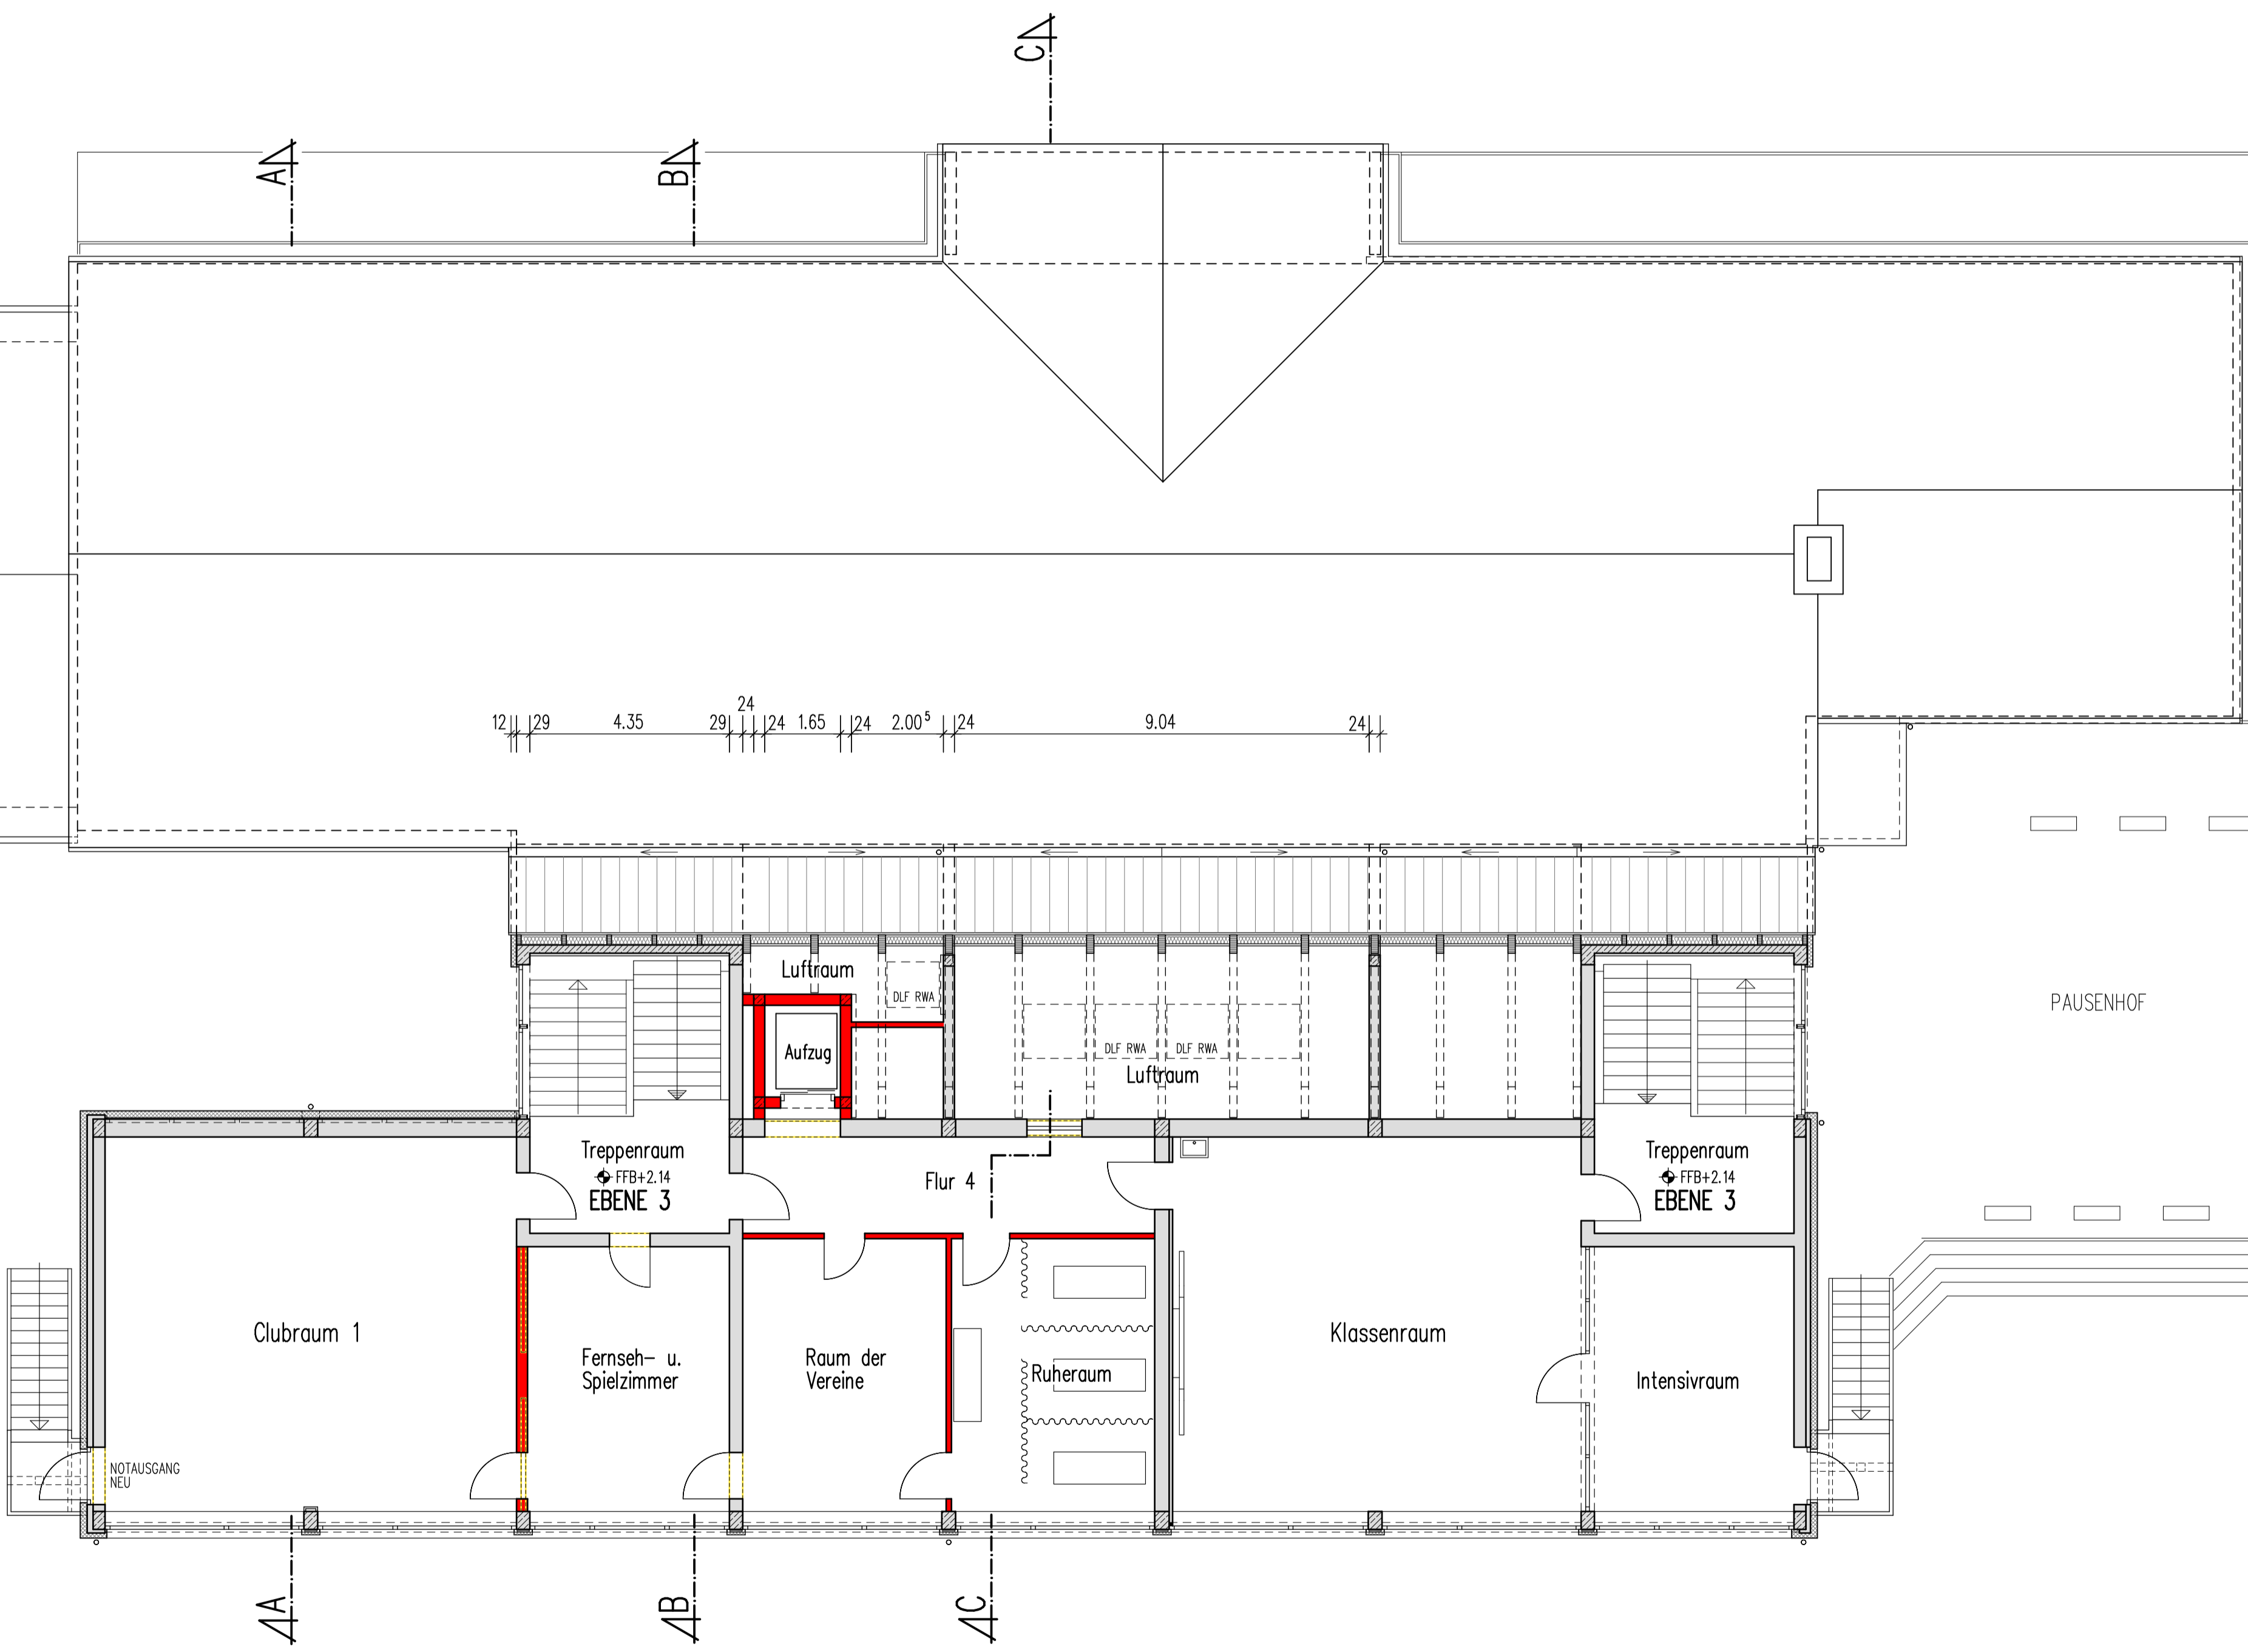 C
A
B
24
12
29
4.35
29
24
1.65
24
2.00⁵
24
9.04
24
Luftraum
DLF RWA
Aufzug
DLF RWA
DLF RWA
Luftraum
PAUSENHOF
Treppenraum
FFB+2.14
EBENE 3
Flur 4
Treppenraum
FFB+2.14
EBENE 3
Clubraum 1
Fernseh- u.
Spielzimmer
Raum der
Vereine
Ruheraum
Klassenraum
Intensivraum
NOTAUSGANG
NEU
A
B
C